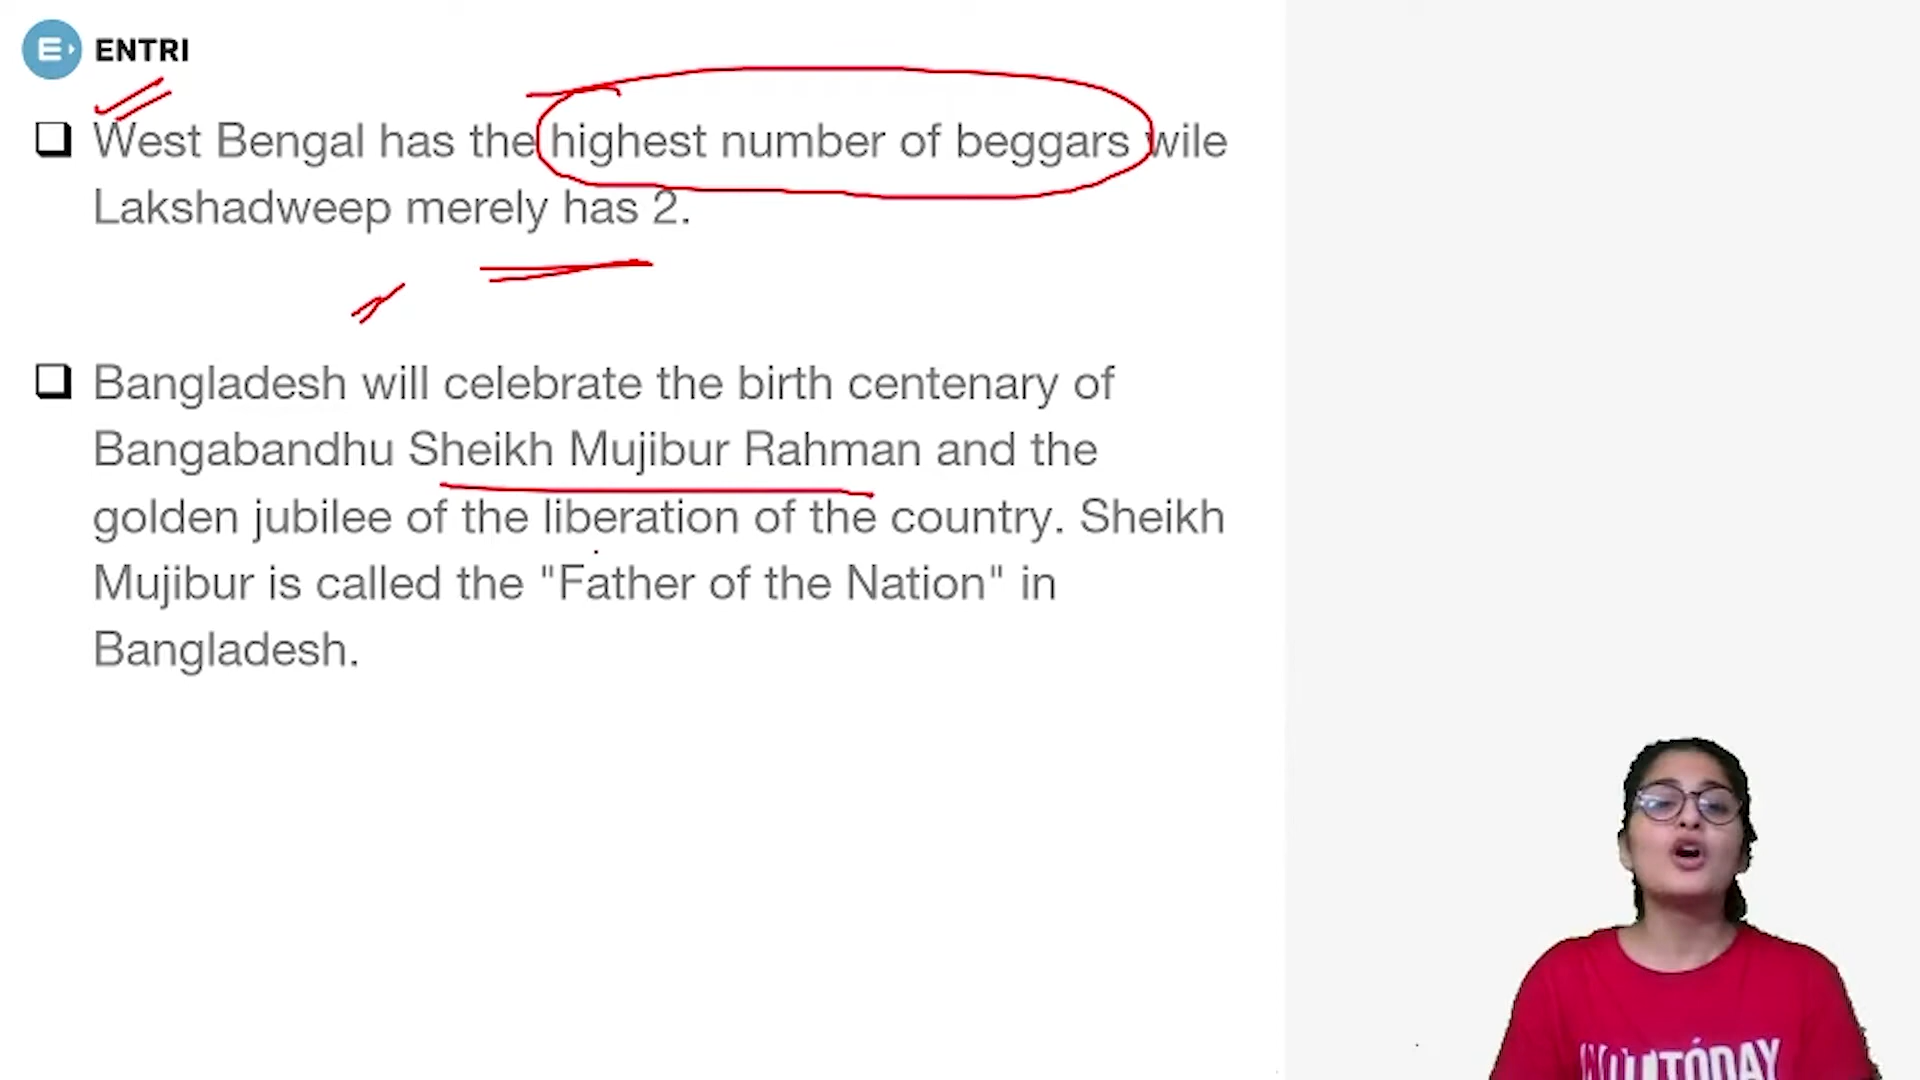 ENTRI
West Bengal has the highest number of beggars wile
Lakshadweep merely has 2.
Bangladesh will celebrate the birth centenary of
Bangabandhu Sheikh Mujibur Rahman and the
golden jubilee of the liberation of the country. Sheikh
Mujibur is called the "Father of the Nation" in
Bangladesh.
TODAY